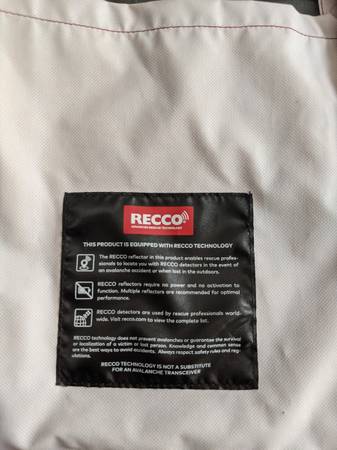 RECCO
ADVANCED RESCUE TECHNOLOGY
THIS PRODUCT IS EQUIPPED WITH RECCO TECHNOLOGY
The RECCO reflector in this product enables rescue profes-
sionals to locate you with RECCO detectors in the event of
an avalanche accident or when lost in the outdoors.
RECCO reflectors require no power and no activation to
function. Multiple reflectors are recommended for optimal
performance.
RECCO detectors are used by rescue professionals world-
wide. Visit recco.com to view the complete list.
RECCO technology does not prevent avalanches or guarantee the survival
or localization of a victim or lost person. Knowledge and common sense
are the best ways to avoid accidents. Always respect safety rules and reg-
ulations.
RECCO TECHNOLOGY IS NOT A SUBSTITUTE
FOR AN AVALANCHE TRANSCEIVER